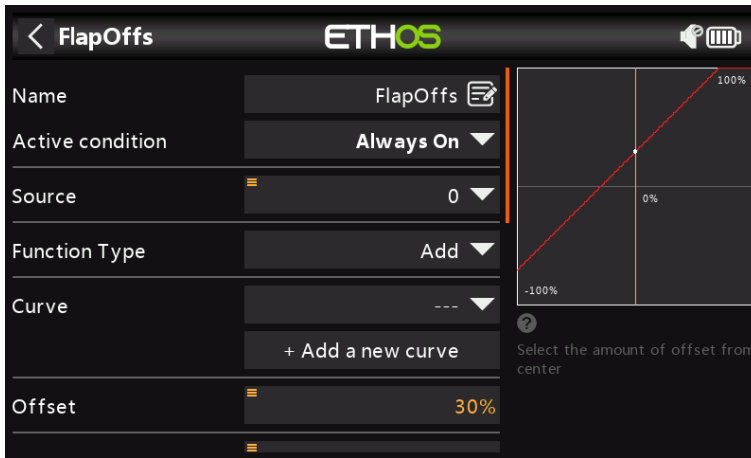 FlapOffs
ETHOS
Name
FlapOffs
Active condition
Always On
Source
0
Function Type
Add
Curve
---
+ Add a new curve
Offset
30%
100%
0%
-100%
?
Select the amount of offset from
center